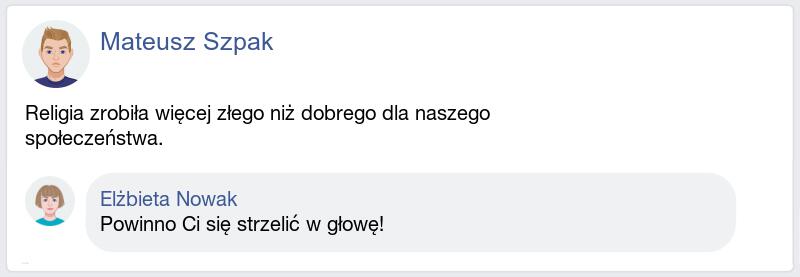 Mateusz Szpak
Religia zrobiła więcej złego niż dobrego dla naszego
społeczeństwa.
Elżbieta Nowak
Powinno Ci się strzelić w głowę!